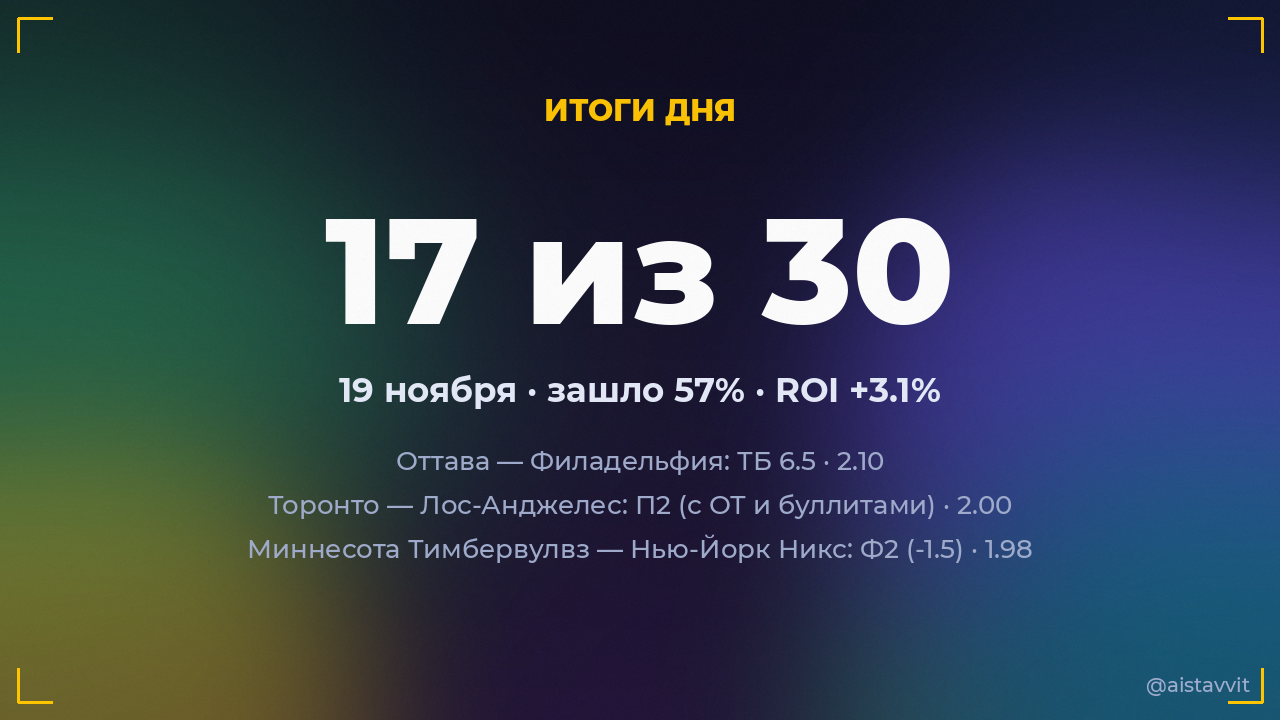 ИТОГИ ДНЯ
17 из 30
19 ноября · зашло 57% · ROI +3.1%
Оттава — Филадельфия: ТБ 6.5 · 2.10
Торонто — Лос-Анджелес: П2 (с ОТ и буллитами) · 2.00
Миннесота Тимбервулвз — Нью-Йорк Никс: Ф2 (-1.5) · 1.98
@aistavvit